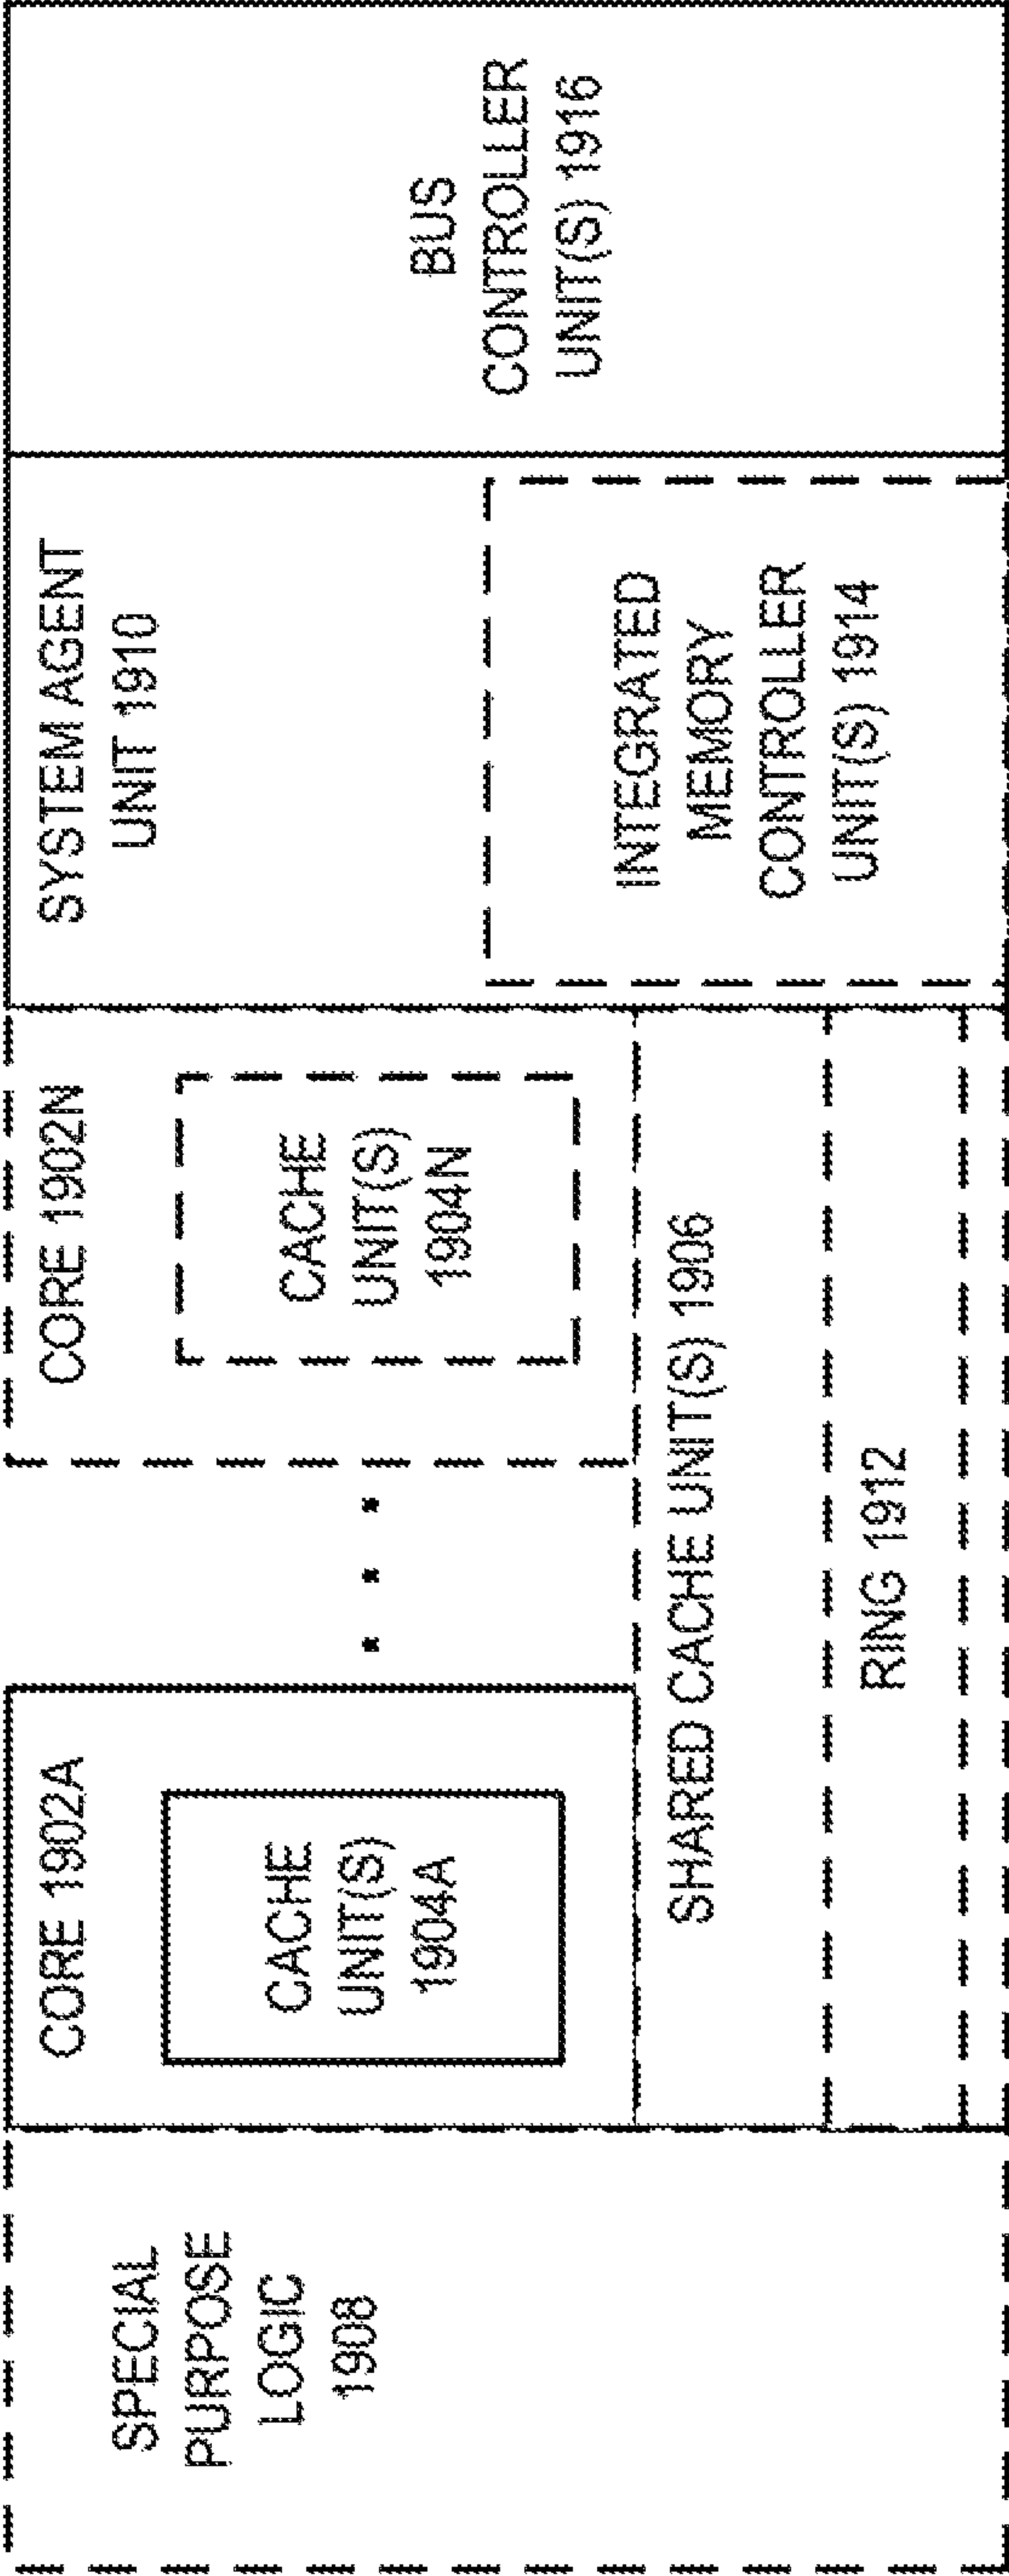 SPECIAL
PURPOSE
LOGIC
1908
CORE 1902A
CACHE
UNIT(S)
1904A
CORE 1902N
CACHE
UNIT(S)
1904N
SHARED CACHE UNIT(S) 1906
RING 1912
SYSTEM AGENT
UNIT 1910
INTEGRATED
MEMORY
CONTROLLER
UNIT(S) 1914
BUS
CONTROLLER
UNIT(S) 1916